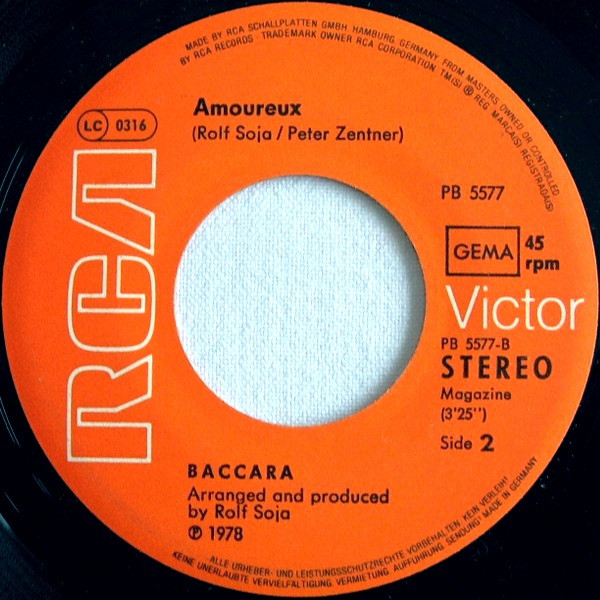 MADE BY RCA SCHALLPLATTEN GMBH HAMBURG, GERMANY FROM MASTERS OWNED OR CONTROLLED
BY RCA RECORDS · TRADEMARK OWNER RCA CORPORATION. TM(S) ® REG. MARCA(S) REGISTRADA(S)
LC 0316
Amoureux
(Rolf Soja / Peter Zentner)
PB 5577
GEMA
45
rpm
RCA
Victor
PB 5577-B
STEREO
Magazine
(3'25'')
Side 2
BACCARA
Arranged and produced
by Rolf Soja
℗ 1978
ALLE URHEBER- UND LEISTUNGSSCHUTZRECHTE VORBEHALTEN. KEIN VERLEIH!
KEINE UNERLAUBTE VERVIELFÄLTIGUNG, VERMIETUNG, AUFFÜHRUNG, SENDUNG! MADE IN GERMANY